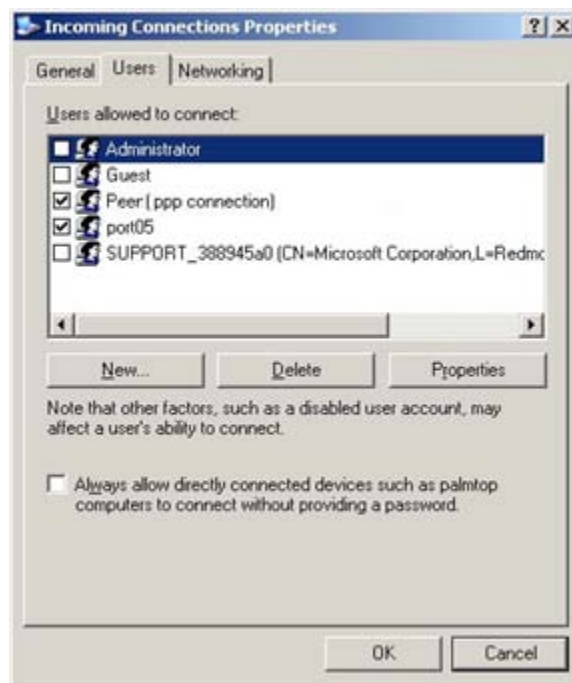 Incoming Connections Properties
General Users Networking
Users allowed to connect:
Administrator
Guest
Peer ( ppp connection)
port05
SUPPORT_388945a0 (CN=Microsoft Corporation,L=Redmo
New... Delete Properties
Note that other factors, such as a disabled user account, may
affect a user's ability to connect.
Always allow directly connected devices such as palmtop
computers to connect without providing a password.
OK Cancel